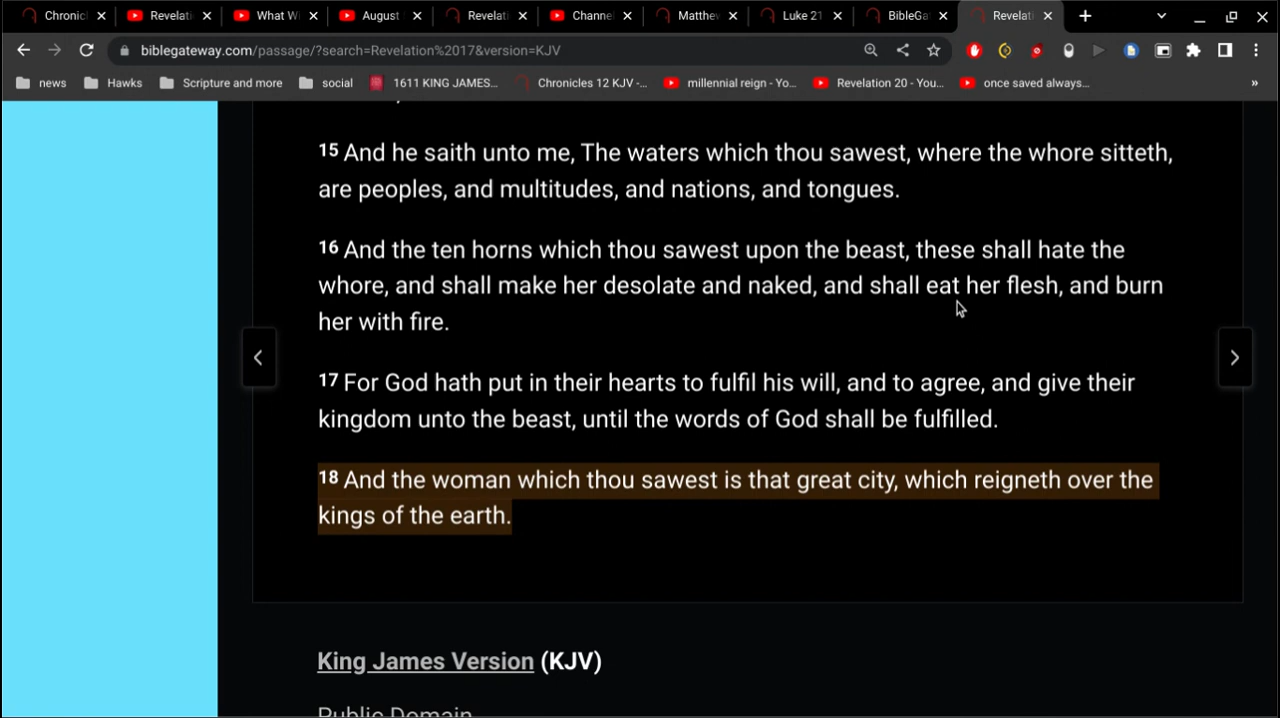 Chronic Revelati What Wi August Revelati Channe Matthew Luke 21 BibleGa Revelati
biblegateway.com/passage/?search=Revelation%2017&version=KJV
news Hawks Scripture and more social 1611 KING JAMES... Chronicles 12 KJV -... millennial reign - Yo... Revelation 20 - You... once saved always... »
15 And he saith unto me, The waters which thou sawest, where the whore sitteth,
are peoples, and multitudes, and nations, and tongues.
16 And the ten horns which thou sawest upon the beast, these shall hate the
whore, and shall make her desolate and naked, and shall eat her flesh, and burn
her with fire.
17 For God hath put in their hearts to fulfil his will, and to agree, and give their
kingdom unto the beast, until the words of God shall be fulfilled.
18 And the woman which thou sawest is that great city, which reigneth over the
kings of the earth.
King James Version (KJV)
Public Domain